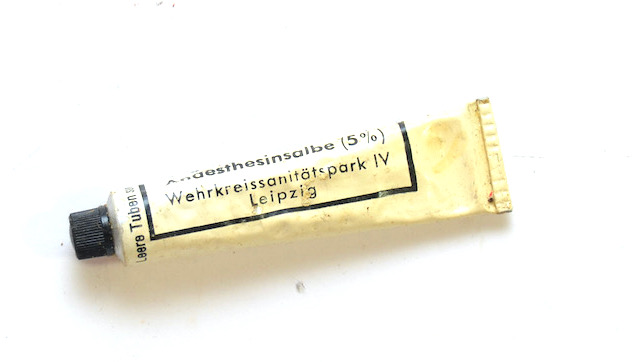 Anaesthesinsalbe (5%)
Wehrkreissanitätspark IV
Leipzig
Leere Tuben